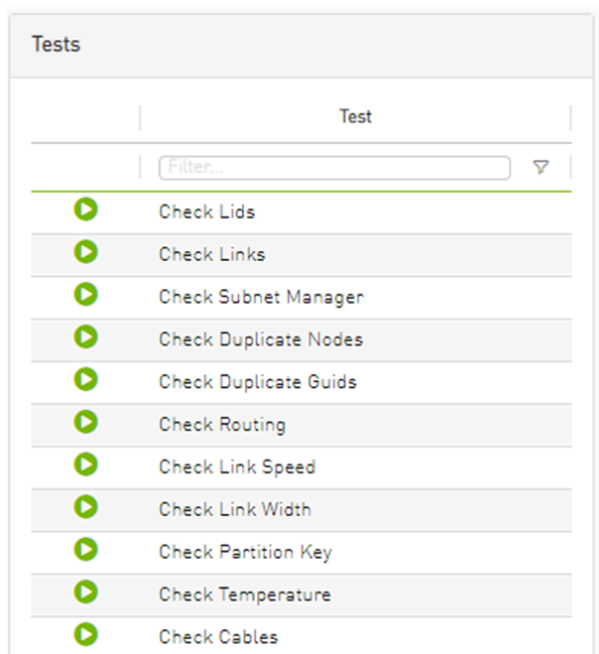 Tests
Test
Filter...
Check Lids
Check Links
Check Subnet Manager
Check Duplicate Nodes
Check Duplicate Guids
Check Routing
Check Link Speed
Check Link Width
Check Partition Key
Check Temperature
Check Cables